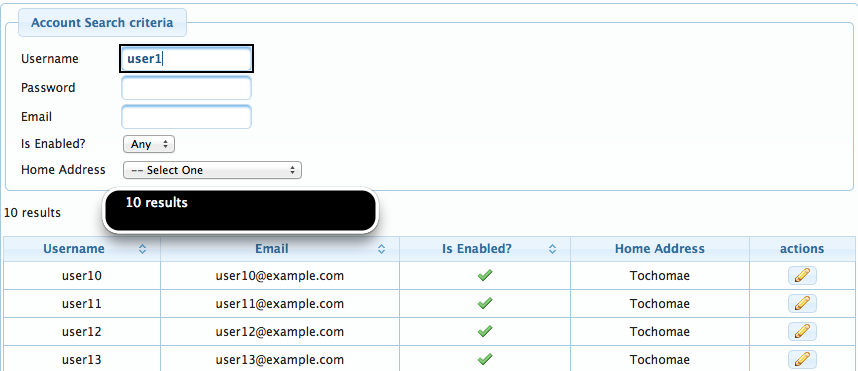 Account Search criteria
Username user1
Password
Email
Is Enabled? Any
Home Address -- Select One
10 results
10 results
Username Email Is Enabled? Home Address actions
user10 user10@example.com Tochomae
user11 user11@example.com Tochomae
user12 user12@example.com Tochomae
user13 user13@example.com Tochomae